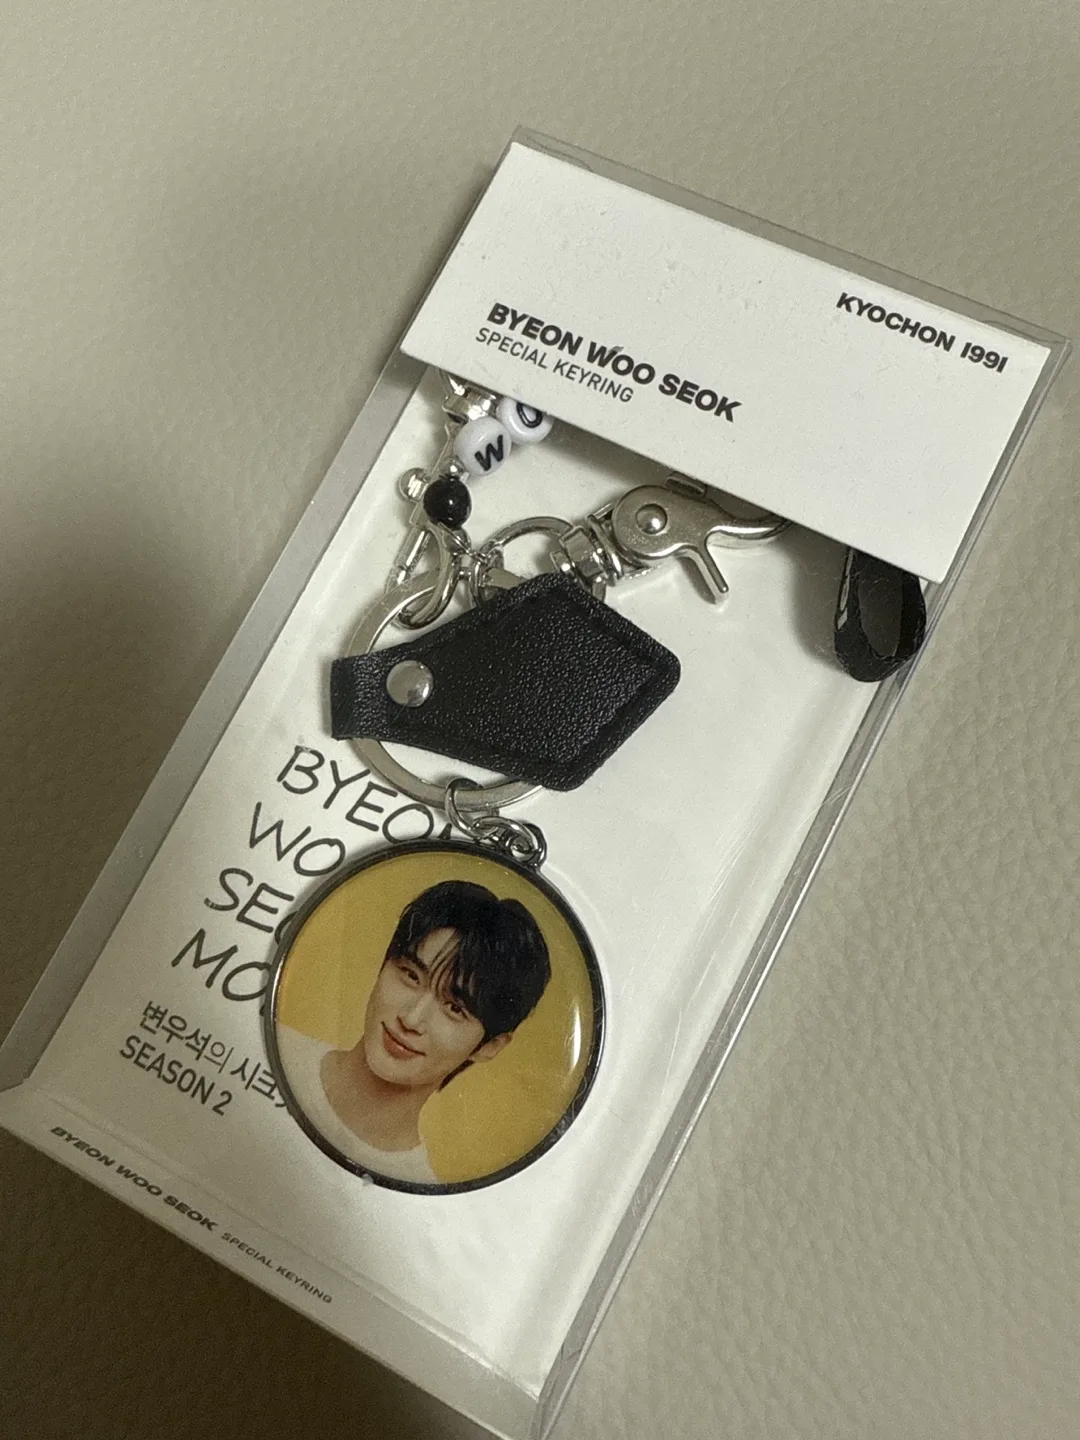 KYOCHON 1991
BYEON WOO SEOK
SPECIAL KEYRING
W
BYEON
WO
SE
MO
변우석의 시크
SEASON 2
BYEON WOO SEOK SPECIAL KEYRING